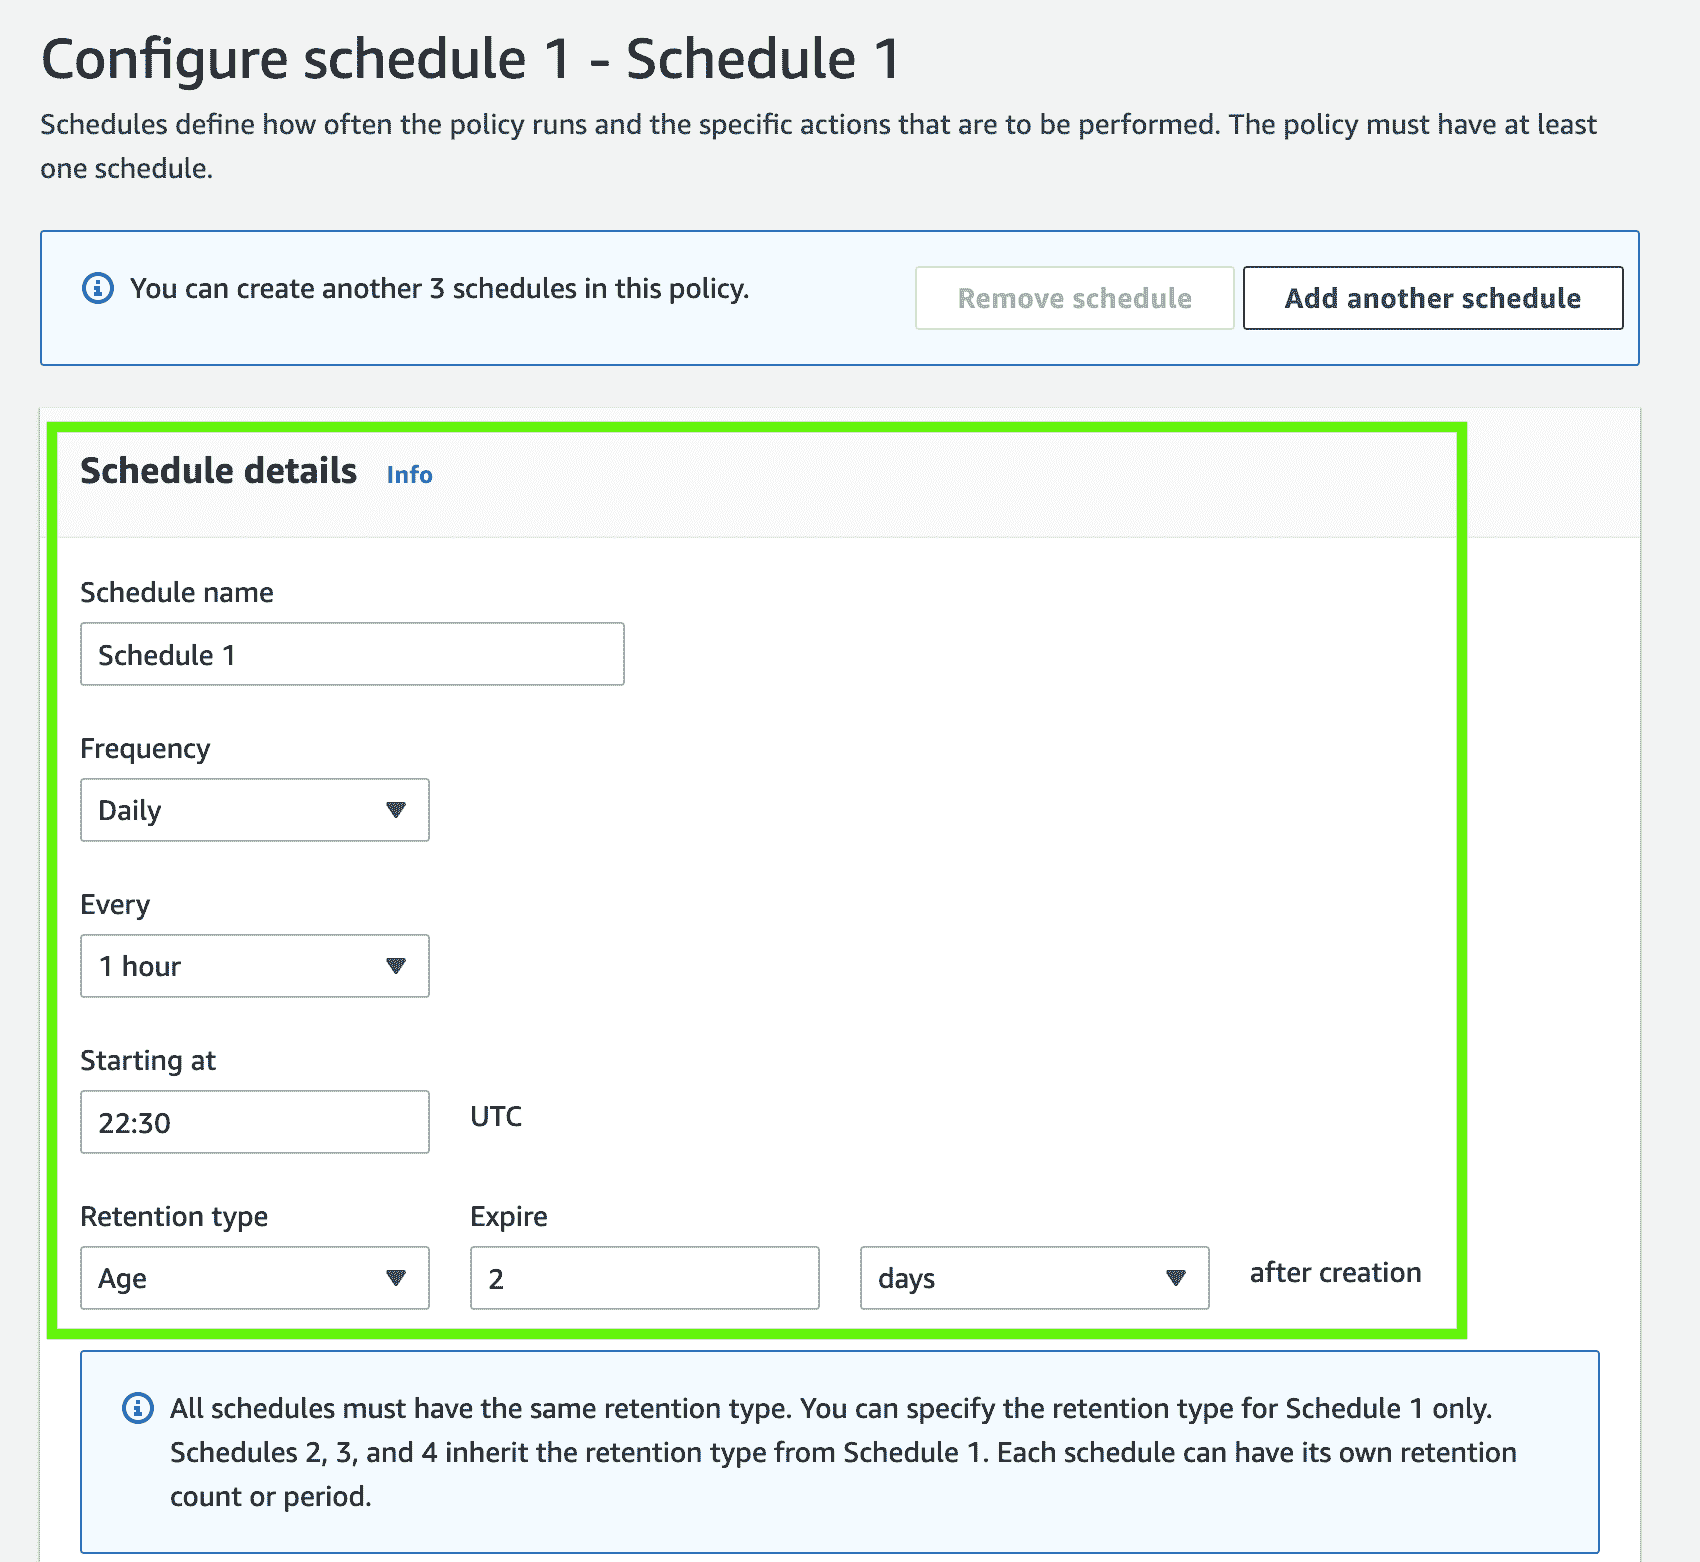 Configure schedule 1 - Schedule 1
Schedules define how often the policy runs and the specific actions that are to be performed. The policy must have at least
one schedule.
You can create another 3 schedules in this policy.
Remove schedule
Add another schedule
Schedule details Info
Schedule name
Schedule 1
Frequency
Daily
Every
1 hour
Starting at
22:30 UTC
Retention type Expire
Age 2 days after creation
All schedules must have the same retention type. You can specify the retention type for Schedule 1 only.
Schedules 2, 3, and 4 inherit the retention type from Schedule 1. Each schedule can have its own retention
count or period.